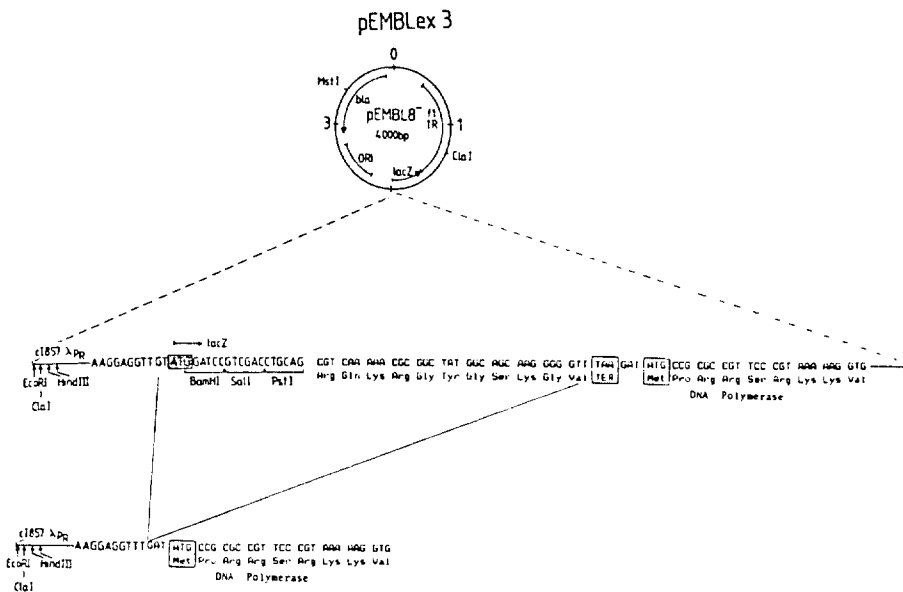 pEMBLex 3
0
MstI
bla
pEMBL8⁻ f1
IR
3
4000bp
1
ORI
ClaI
lacZ
lacZ
cI857 λPR AAGGAGGTTGTATGGATCCGTCGACCTGCAG CGT CAA AAA CGC GGC TAT GGC AGC AAG GGG GTT TAA GAT ATG CCG CGC CGT TCC CGT AAA AAG GTG
EcoRI HindIII BamHI SalI PstI Arg Gln Lys Arg Gly Tyr Gly Ser Lys Gly Val TER Met Pro Arg Arg Ser Arg Lys Lys Val
ClaI
DNA Polymerase
cI857 λPR AAGGAGGTTTGAT ATG CCG CGC CGT TCC CGT AAA AAG GTG
EcoRI HindIII Met Pro Arg Arg Ser Arg Lys Lys Val
ClaI
DNA Polymerase